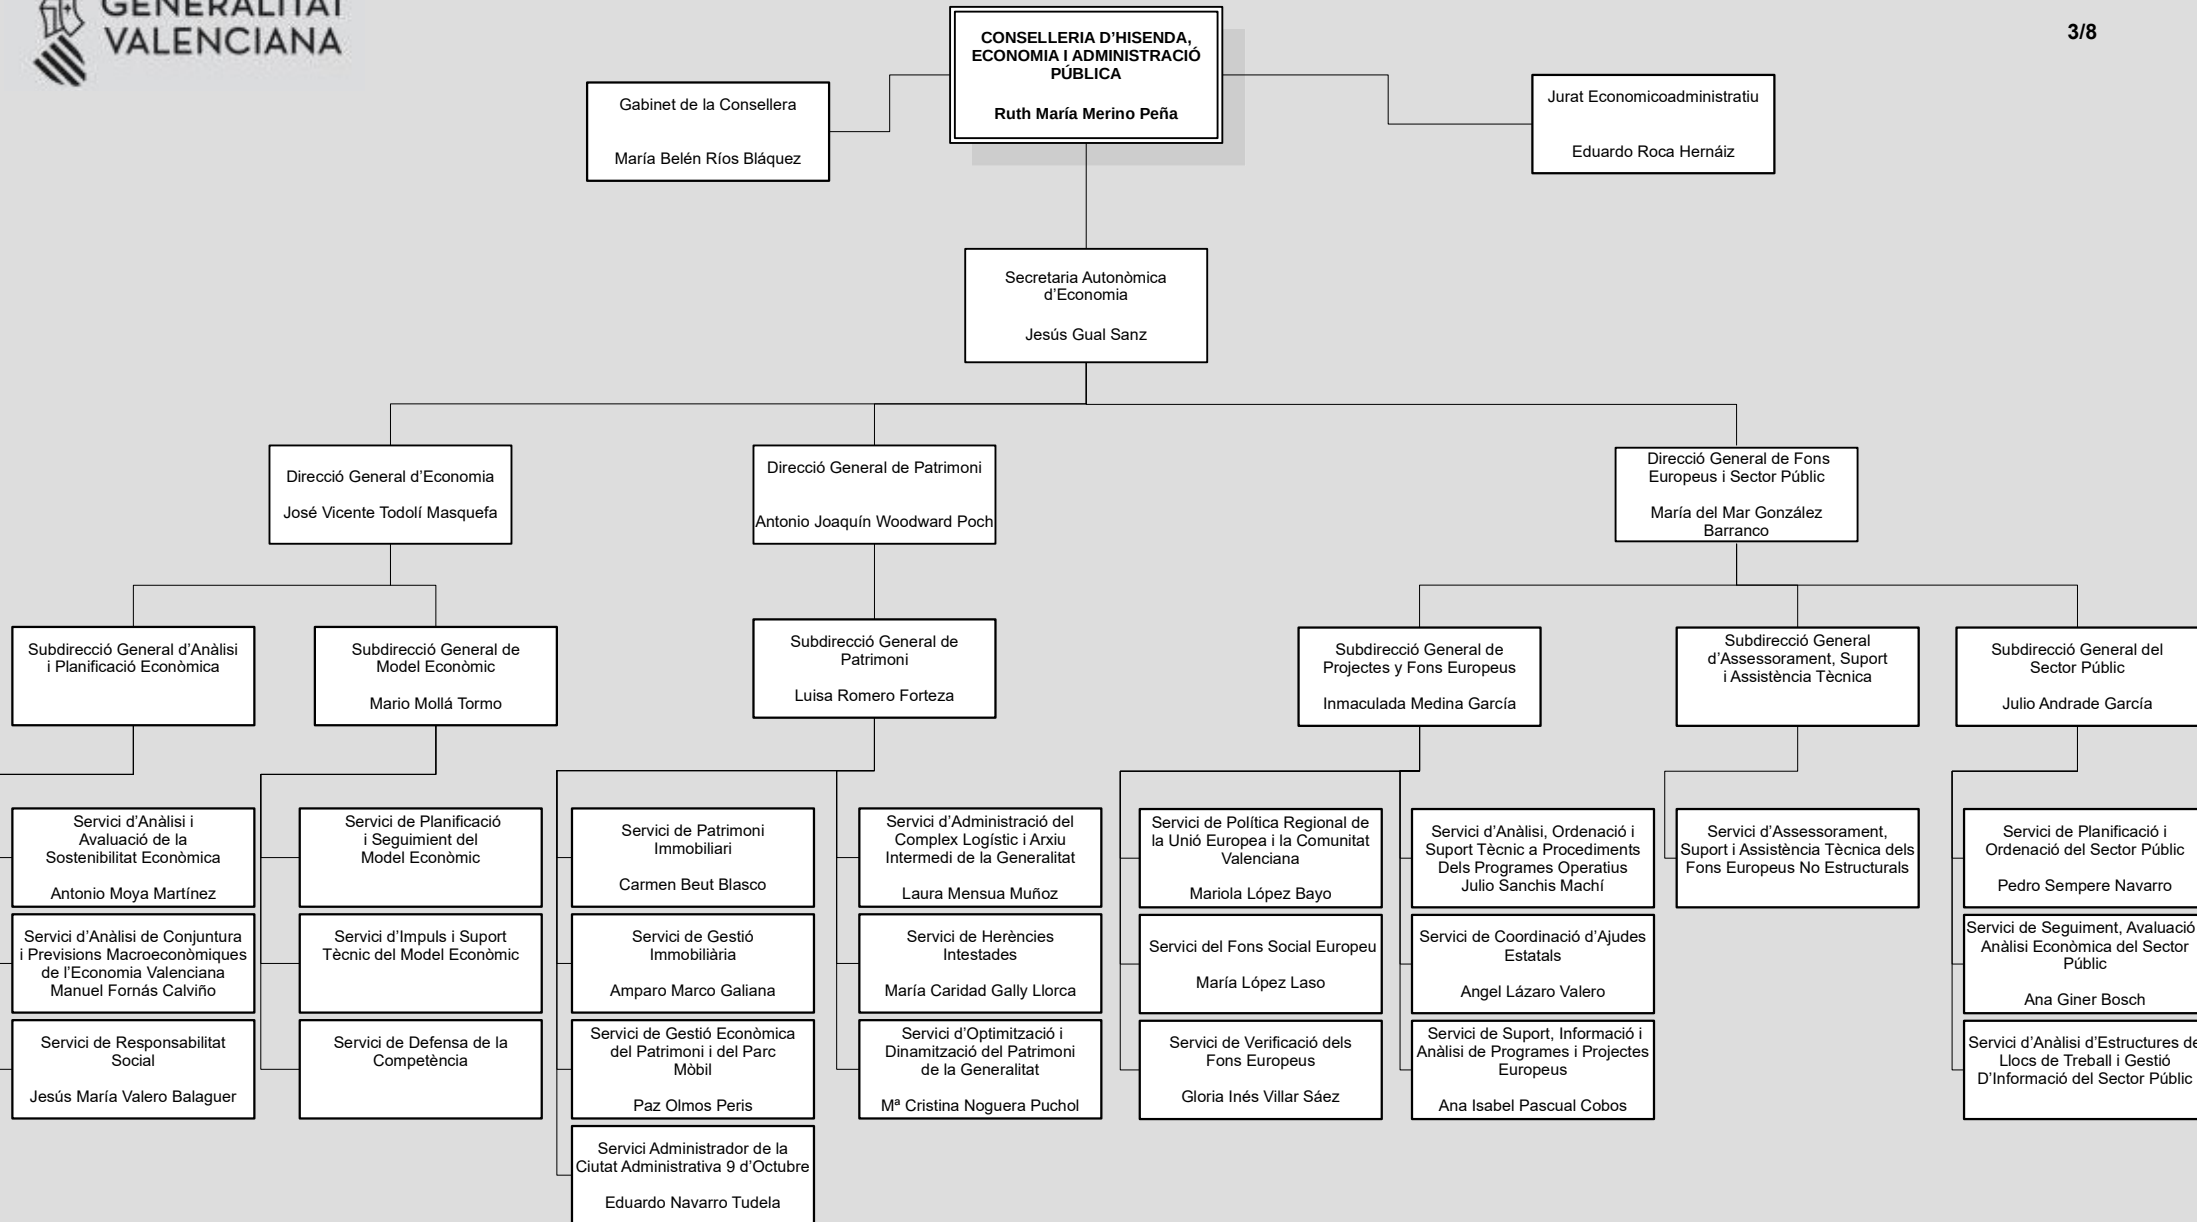 GENERALITAT
VALENCIANA
3/8
CONSELLERIA D’HISENDA,
ECONOMIA I ADMINISTRACIÓ
PÚBLICA
Ruth María Merino Peña
Gabinet de la Consellera
María Belén Ríos Bláquez
Jurat Economicoadministratiu
Eduardo Roca Hernáiz
Secretaria Autonòmica
d’Economia
Jesús Gual Sanz
Direcció General d’Economia
José Vicente Todolí Masquefa
Direcció General de Patrimoni
Antonio Joaquín Woodward Poch
Direcció General de Fons
Europeus i Sector Públic
María del Mar González
Barranco
Subdirecció General d’Anàlisi
i Planificació Econòmica
Subdirecció General de
Model Econòmic
Mario Mollá Tormo
Subdirecció General de
Patrimoni
Luisa Romero Forteza
Subdirecció General de
Projectes y Fons Europeus
Inmaculada Medina García
Subdirecció General
d’Assessorament, Suport
i Assistència Tècnica
Subdirecció General del
Sector Públic
Julio Andrade García
Servici d’Anàlisi i
Avaluació de la
Sostenibilitat Econòmica
Antonio Moya Martínez
Servici de Planificació
i Seguiment del
Model Econòmic
Servici de Patrimoni
Immobiliari
Carmen Beut Blasco
Servici d’Administració del
Complex Logístic i Arxiu
Intermedi de la Generalitat
Laura Mensua Muñoz
Servici de Política Regional de
la Unió Europea i la Comunitat
Valenciana
Mariola López Bayo
Servici d’Anàlisi, Ordenació i
Suport Tècnic a Procediments
Dels Programes Operatius
Julio Sanchis Machí
Servici d’Assessorament,
Suport i Assistència Tècnica dels
Fons Europeus No Estructurals
Servici de Planificació i
Ordenació del Sector Públic
Pedro Sempere Navarro
Servici d’Anàlisi de Conjuntura
i Previsions Macroeconòmiques
de l’Economia Valenciana
Manuel Fornás Calviño
Servici d’Impuls i Suport
Tècnic del Model Econòmic
Servici de Gestió
Immobiliària
Amparo Marco Galiana
Servici de Herències
Intestades
María Caridad Gally Llorca
Servici del Fons Social Europeu
María López Laso
Servici de Coordinació d’Ajudes
Estatals
Angel Lázaro Valero
Servici de Seguiment, Avaluació
Anàlisi Econòmica del Sector
Públic
Ana Giner Bosch
Servici de Responsabilitat
Social
Jesús María Valero Balaguer
Servici de Defensa de la
Competència
Servici de Gestió Econòmica
del Patrimoni i del Parc
Mòbil
Paz Olmos Peris
Servici d’Optimització i
Dinamització del Patrimoni
de la Generalitat
Mª Cristina Noguera Puchol
Servici de Verificació dels
Fons Europeus
Gloria Inés Villar Sáez
Servici de Suport, Informació i
Anàlisi de Programes i Projectes
Europeus
Ana Isabel Pascual Cobos
Servici d’Anàlisi d’Estructures de
Llocs de Treball i Gestió
D’Informació del Sector Públic
Servici Administrador de la
Ciutat Administrativa 9 d’Octubre
Eduardo Navarro Tudela